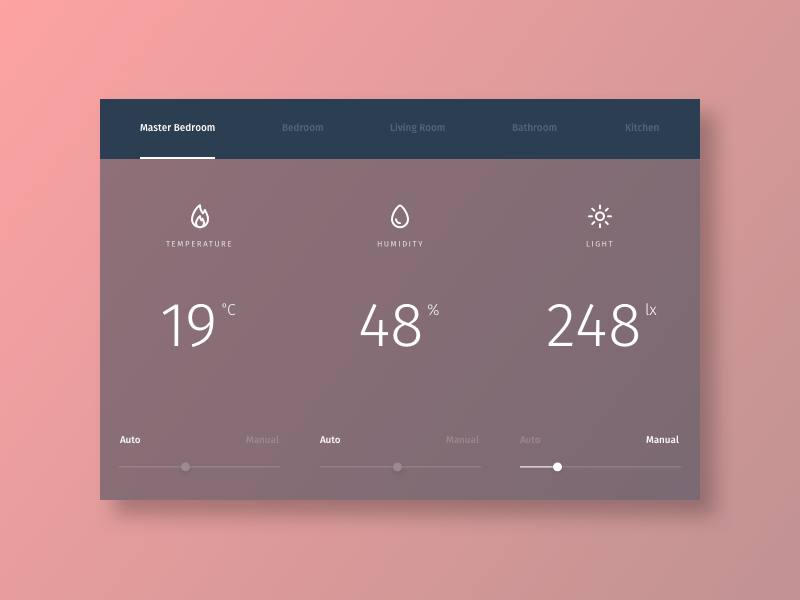 Master Bedroom Bedroom Living Room Bathroom Kitchen
TEMPERATURE HUMIDITY LIGHT
19 °C 48 % 248 lx
Auto Manual Auto Manual Auto Manual